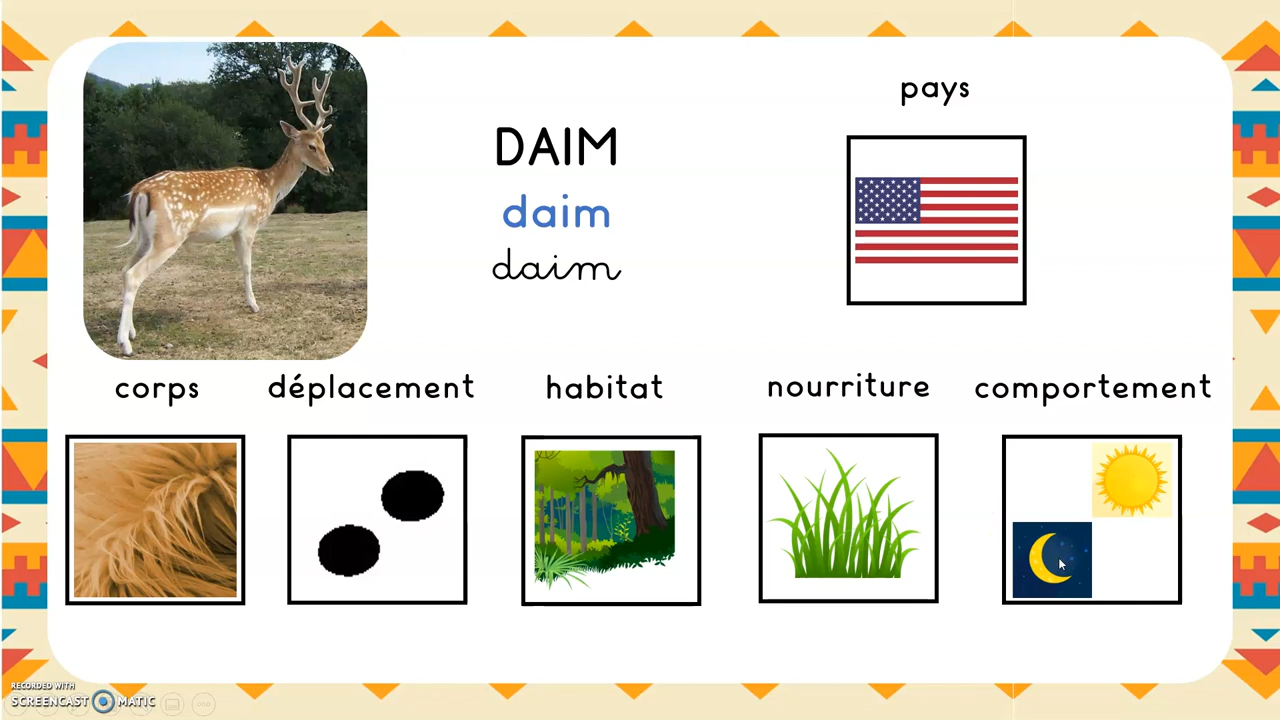 DAIM
daim
daim
pays
corps
déplacement
habitat
nourriture
comportement
RECORDED WITH
SCREENCAST MATIC